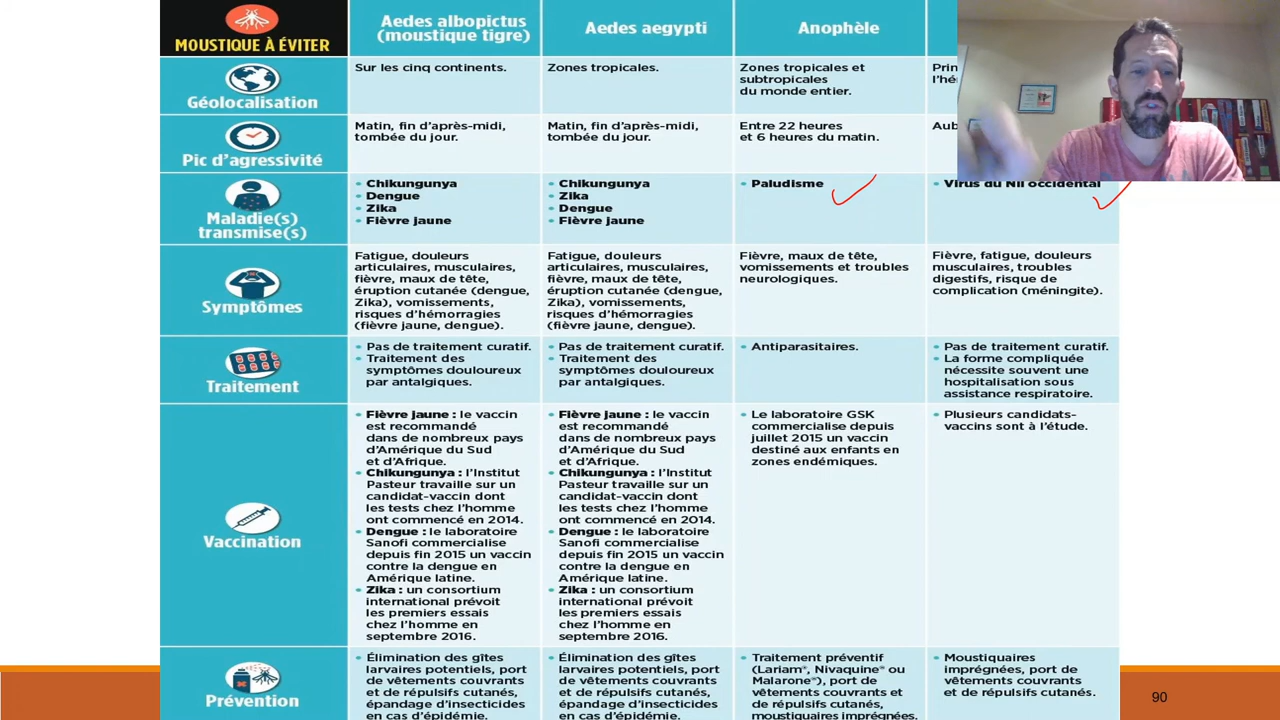 MOUSTIQUE À ÉVITER
Aedes albopictus
(moustique tigre)
Aedes aegypti
Anophèle
Géolocalisation
Sur les cinq continents.
Zones tropicales.
Zones tropicales et
subtropicales
du monde entier.
Pic d'agressivité
Matin, fin d'après-midi,
tombée du jour.
Matin, fin d'après-midi,
tombée du jour.
Entre 22 heures
et 6 heures du matin.
Maladie(s)
transmise(s)
• Chikungunya
• Dengue
• Zika
• Fièvre jaune
• Chikungunya
• Zika
• Dengue
• Fièvre jaune
• Paludisme
• Virus du Nil occidental
Symptômes
Fatigue, douleurs
articulaires, musculaires,
fièvre, maux de tête,
éruption cutanée (dengue,
Zika), vomissements,
risques d'hémorragies
(fièvre jaune, dengue).
Fatigue, douleurs
articulaires, musculaires,
fièvre, maux de tête,
éruption cutanée (dengue,
Zika), vomissements,
risques d'hémorragies
(fièvre jaune, dengue).
Fièvre, maux de tête,
vomissements et troubles
neurologiques.
Fièvre, fatigue, douleurs
musculaires, troubles
digestifs, risque de
complication (méningite).
Traitement
• Pas de traitement curatif.
• Traitement des
symptômes douloureux
par antalgiques.
• Pas de traitement curatif.
• Traitement des
symptômes douloureux
par antalgiques.
• Antiparasitaires.
• Pas de traitement curatif.
• La forme compliquée
nécessite souvent une
hospitalisation sous
assistance respiratoire.
Vaccination
• Fièvre jaune : le vaccin
est recommandé
dans de nombreux pays
d'Amérique du Sud
et d'Afrique.
• Chikungunya : l'Institut
Pasteur travaille sur un
candidat-vaccin dont
les tests chez l'homme
ont commencé en 2014.
• Dengue : le laboratoire
Sanofi commercialise
depuis fin 2015 un vaccin
contre la dengue en
Amérique latine.
• Zika : un consortium
international prévoit
les premiers essais
chez l'homme en
septembre 2016.
• Fièvre jaune : le vaccin
est recommandé
dans de nombreux pays
d'Amérique du Sud
et d'Afrique.
• Chikungunya : l'Institut
Pasteur travaille sur un
candidat-vaccin dont
les tests chez l'homme
ont commencé en 2014.
• Dengue : le laboratoire
Sanofi commercialise
depuis fin 2015 un vaccin
contre la dengue en
Amérique latine.
• Zika : un consortium
international prévoit
les premiers essais
chez l'homme en
septembre 2016.
• Le laboratoire GSK
commercialise depuis
juillet 2015 un vaccin
destiné aux enfants en
zones endémiques.
• Plusieurs candidats-
vaccins sont à l'étude.
Prévention
• Élimination des gîtes
larvaires potentiels, port
de vêtements couvrants
et de répulsifs cutanés,
épandage d'insecticides
en cas d'épidémie.
• Élimination des gîtes
larvaires potentiels, port
de vêtements couvrants
et de répulsifs cutanés,
épandage d'insecticides
en cas d'épidémie.
• Traitement préventif
(Lariam®, Nivaquine® ou
Malarone®), port de
vêtements couvrants et
de répulsifs cutanés,
moustiquaires imprégnées.
• Moustiquaires
imprégnées, port de
vêtements couvrants
et de répulsifs cutanés.
90